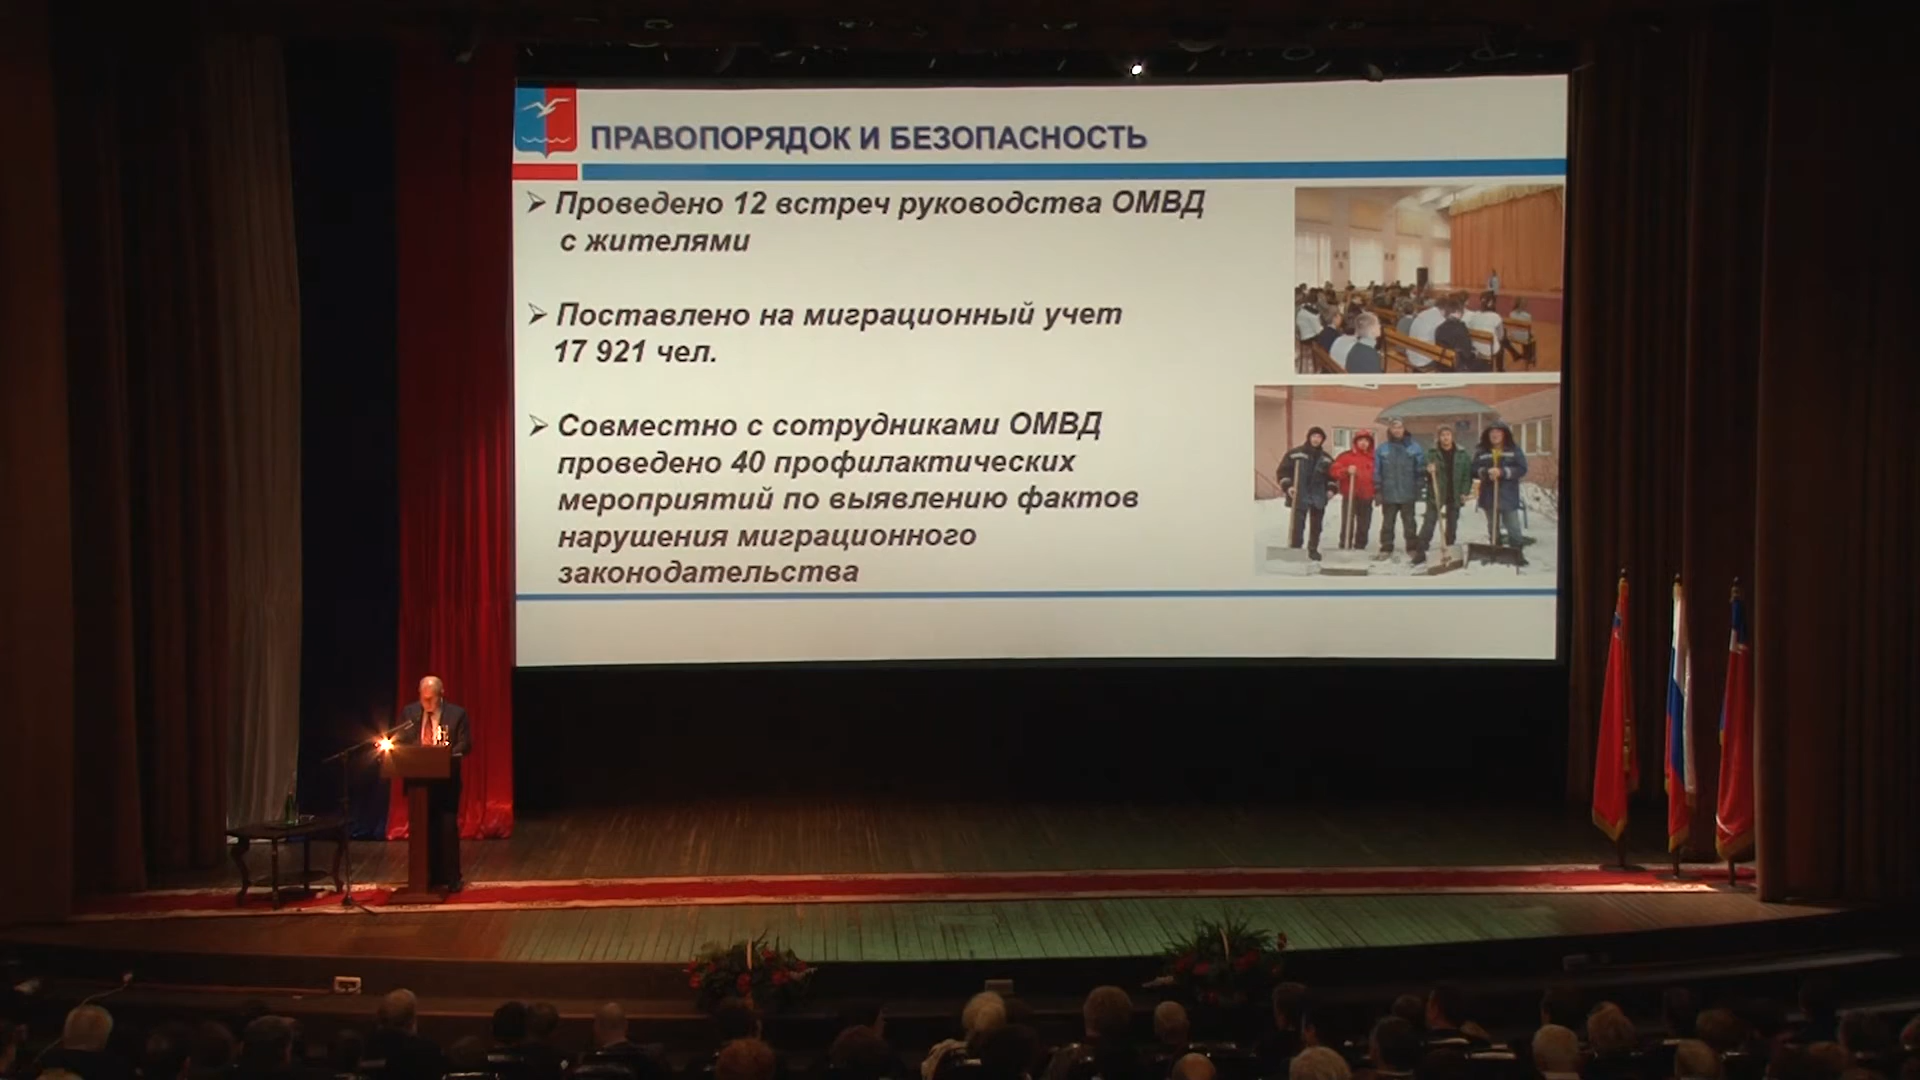 ПРАВОПОРЯДОК И БЕЗОПАСНОСТЬ
Проведено 12 встреч руководства ОМВД
с жителями
Поставлено на миграционный учет
17 921 чел.
Совместно с сотрудниками ОМВД
проведено 40 профилактических
мероприятий по выявлению фактов
нарушения миграционного
законодательства